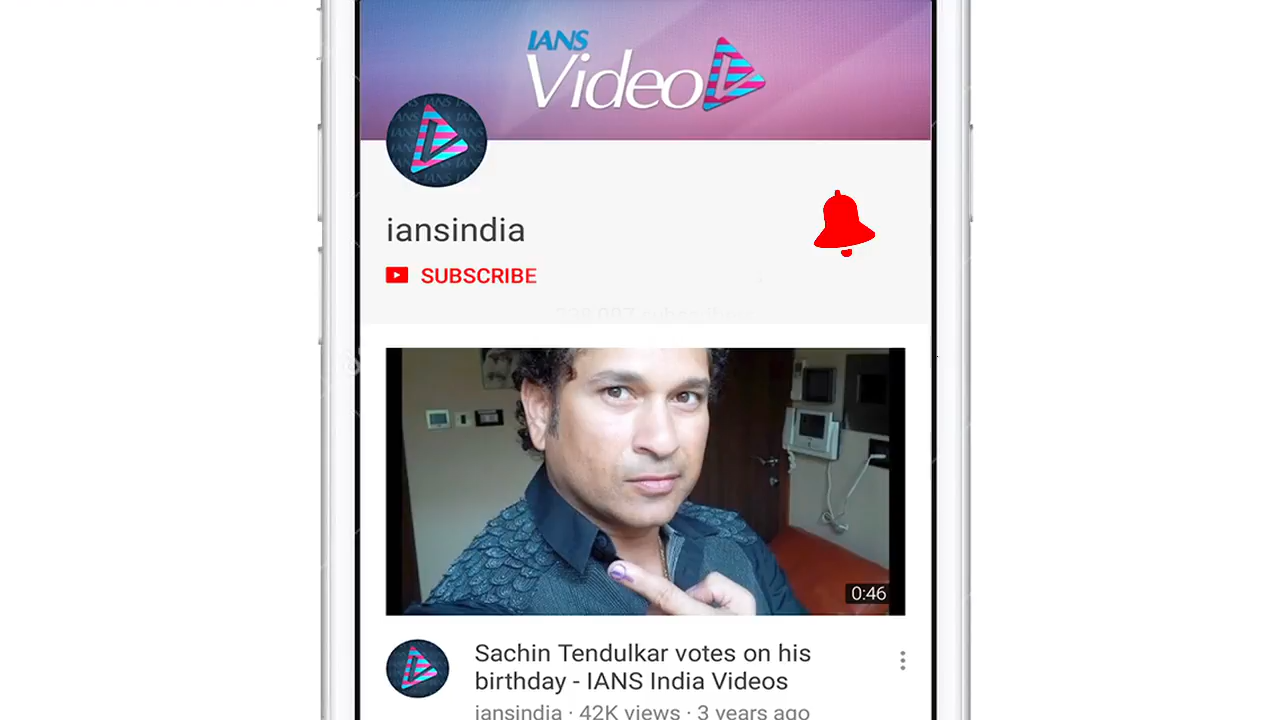 IANS
Video
iansindia
SUBSCRIBE
0:46
Sachin Tendulkar votes on his
birthday - IANS India Videos
iansindia · 42K views · 3 years ago